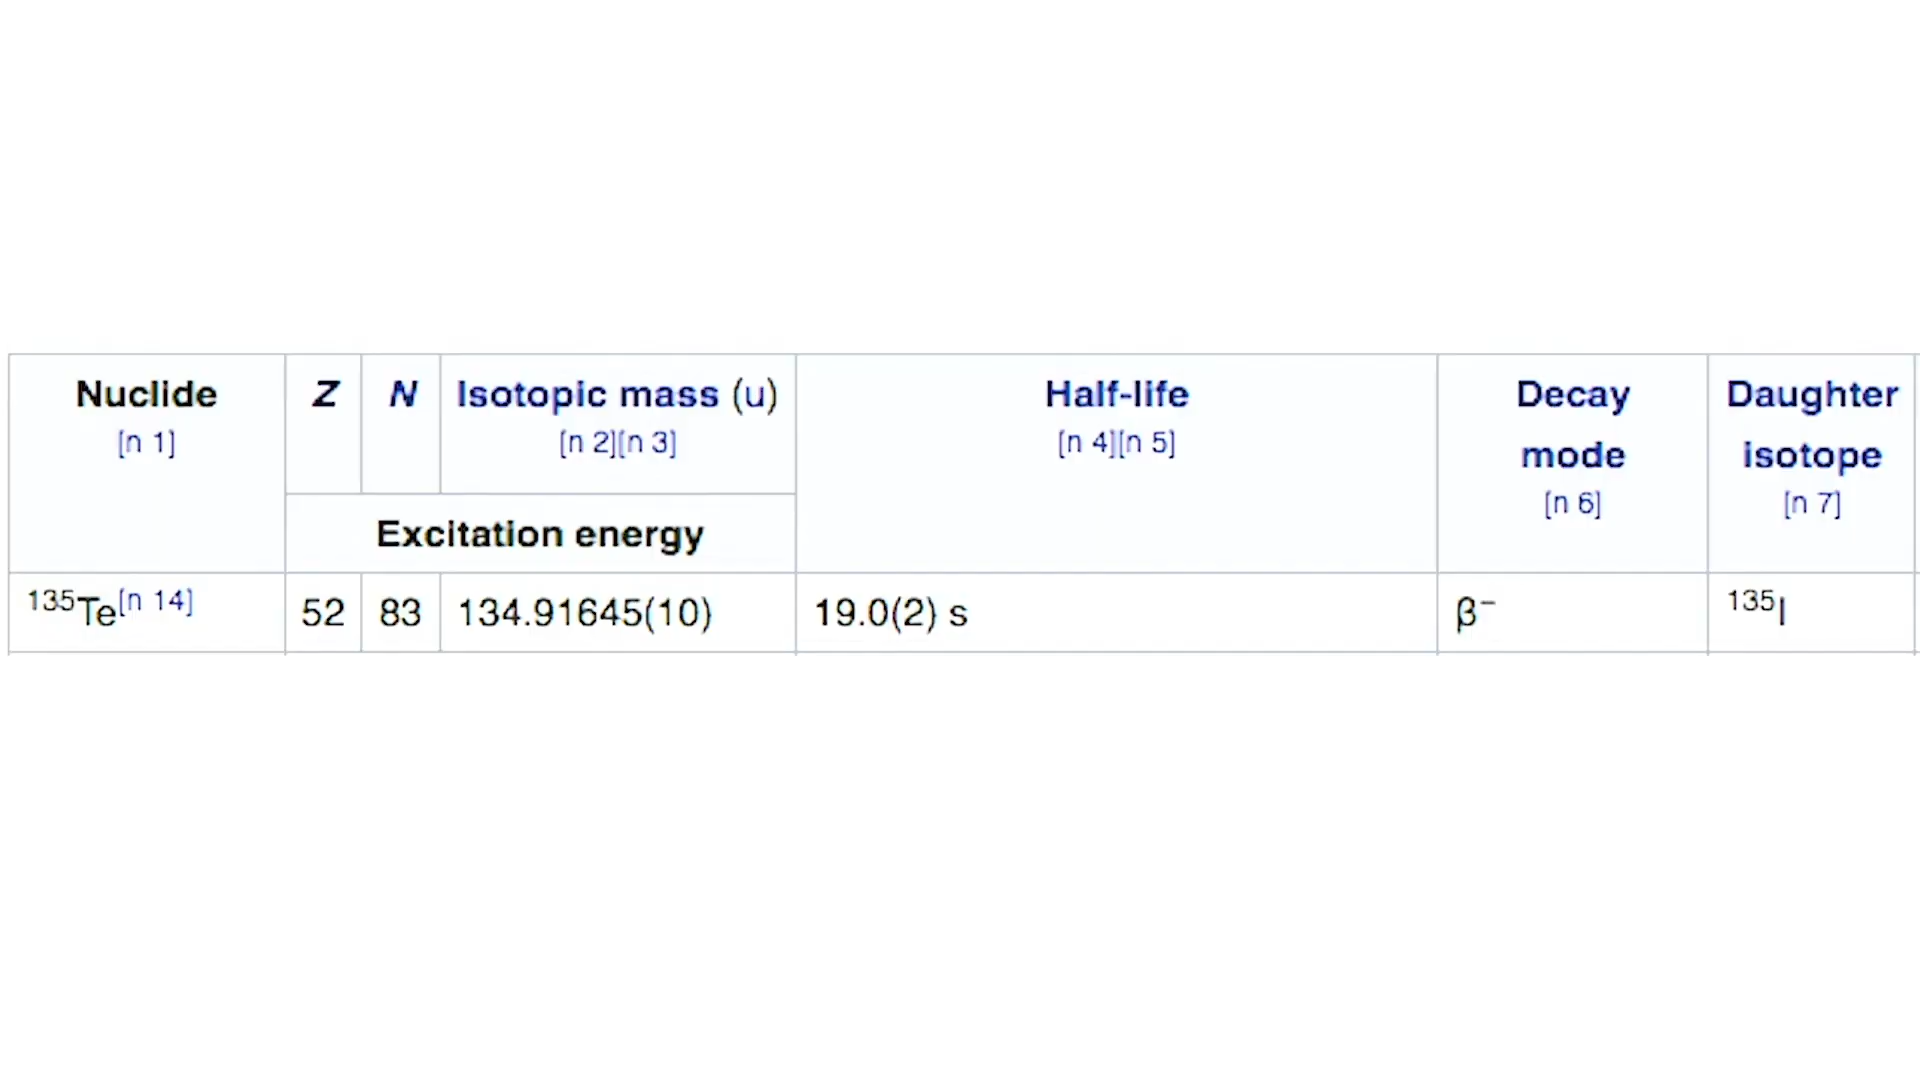 Nuclide
[n 1]
Z
N
Isotopic mass (u)
[n 2][n 3]
Half-life
[n 4][n 5]
Decay
mode
[n 6]
Daughter
isotope
[n 7]
Excitation energy
¹³⁵Te[n 14]
52
83
134.91645(10)
19.0(2) s
β−
¹³⁵I